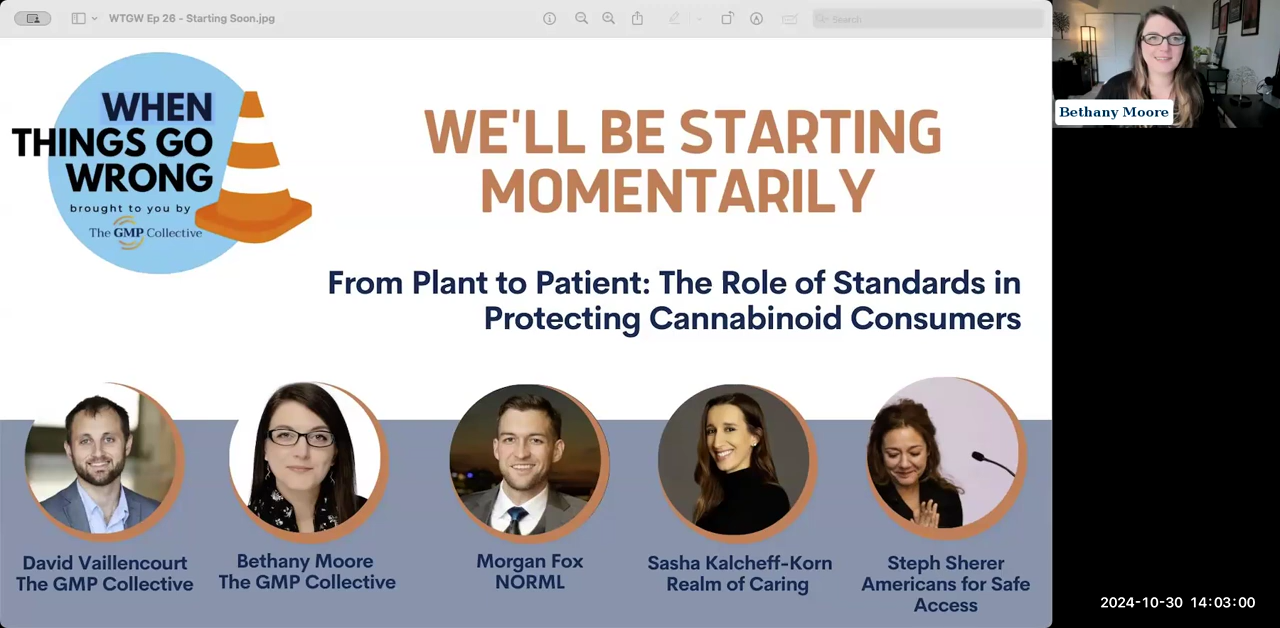 WTGW Ep 26 - Starting Soon.jpg
Search
Bethany Moore
WHEN
THINGS GO
WRONG
brought to you by
The GMP Collective
WE'LL BE STARTING
MOMENTARILY
From Plant to Patient: The Role of Standards in
Protecting Cannabinoid Consumers
David Vaillencourt
The GMP Collective
Bethany Moore
The GMP Collective
Morgan Fox
NORML
Sasha Kalcheff-Korn
Realm of Caring
Steph Sherer
Americans for Safe
Access
2024-10-30 14:03:00